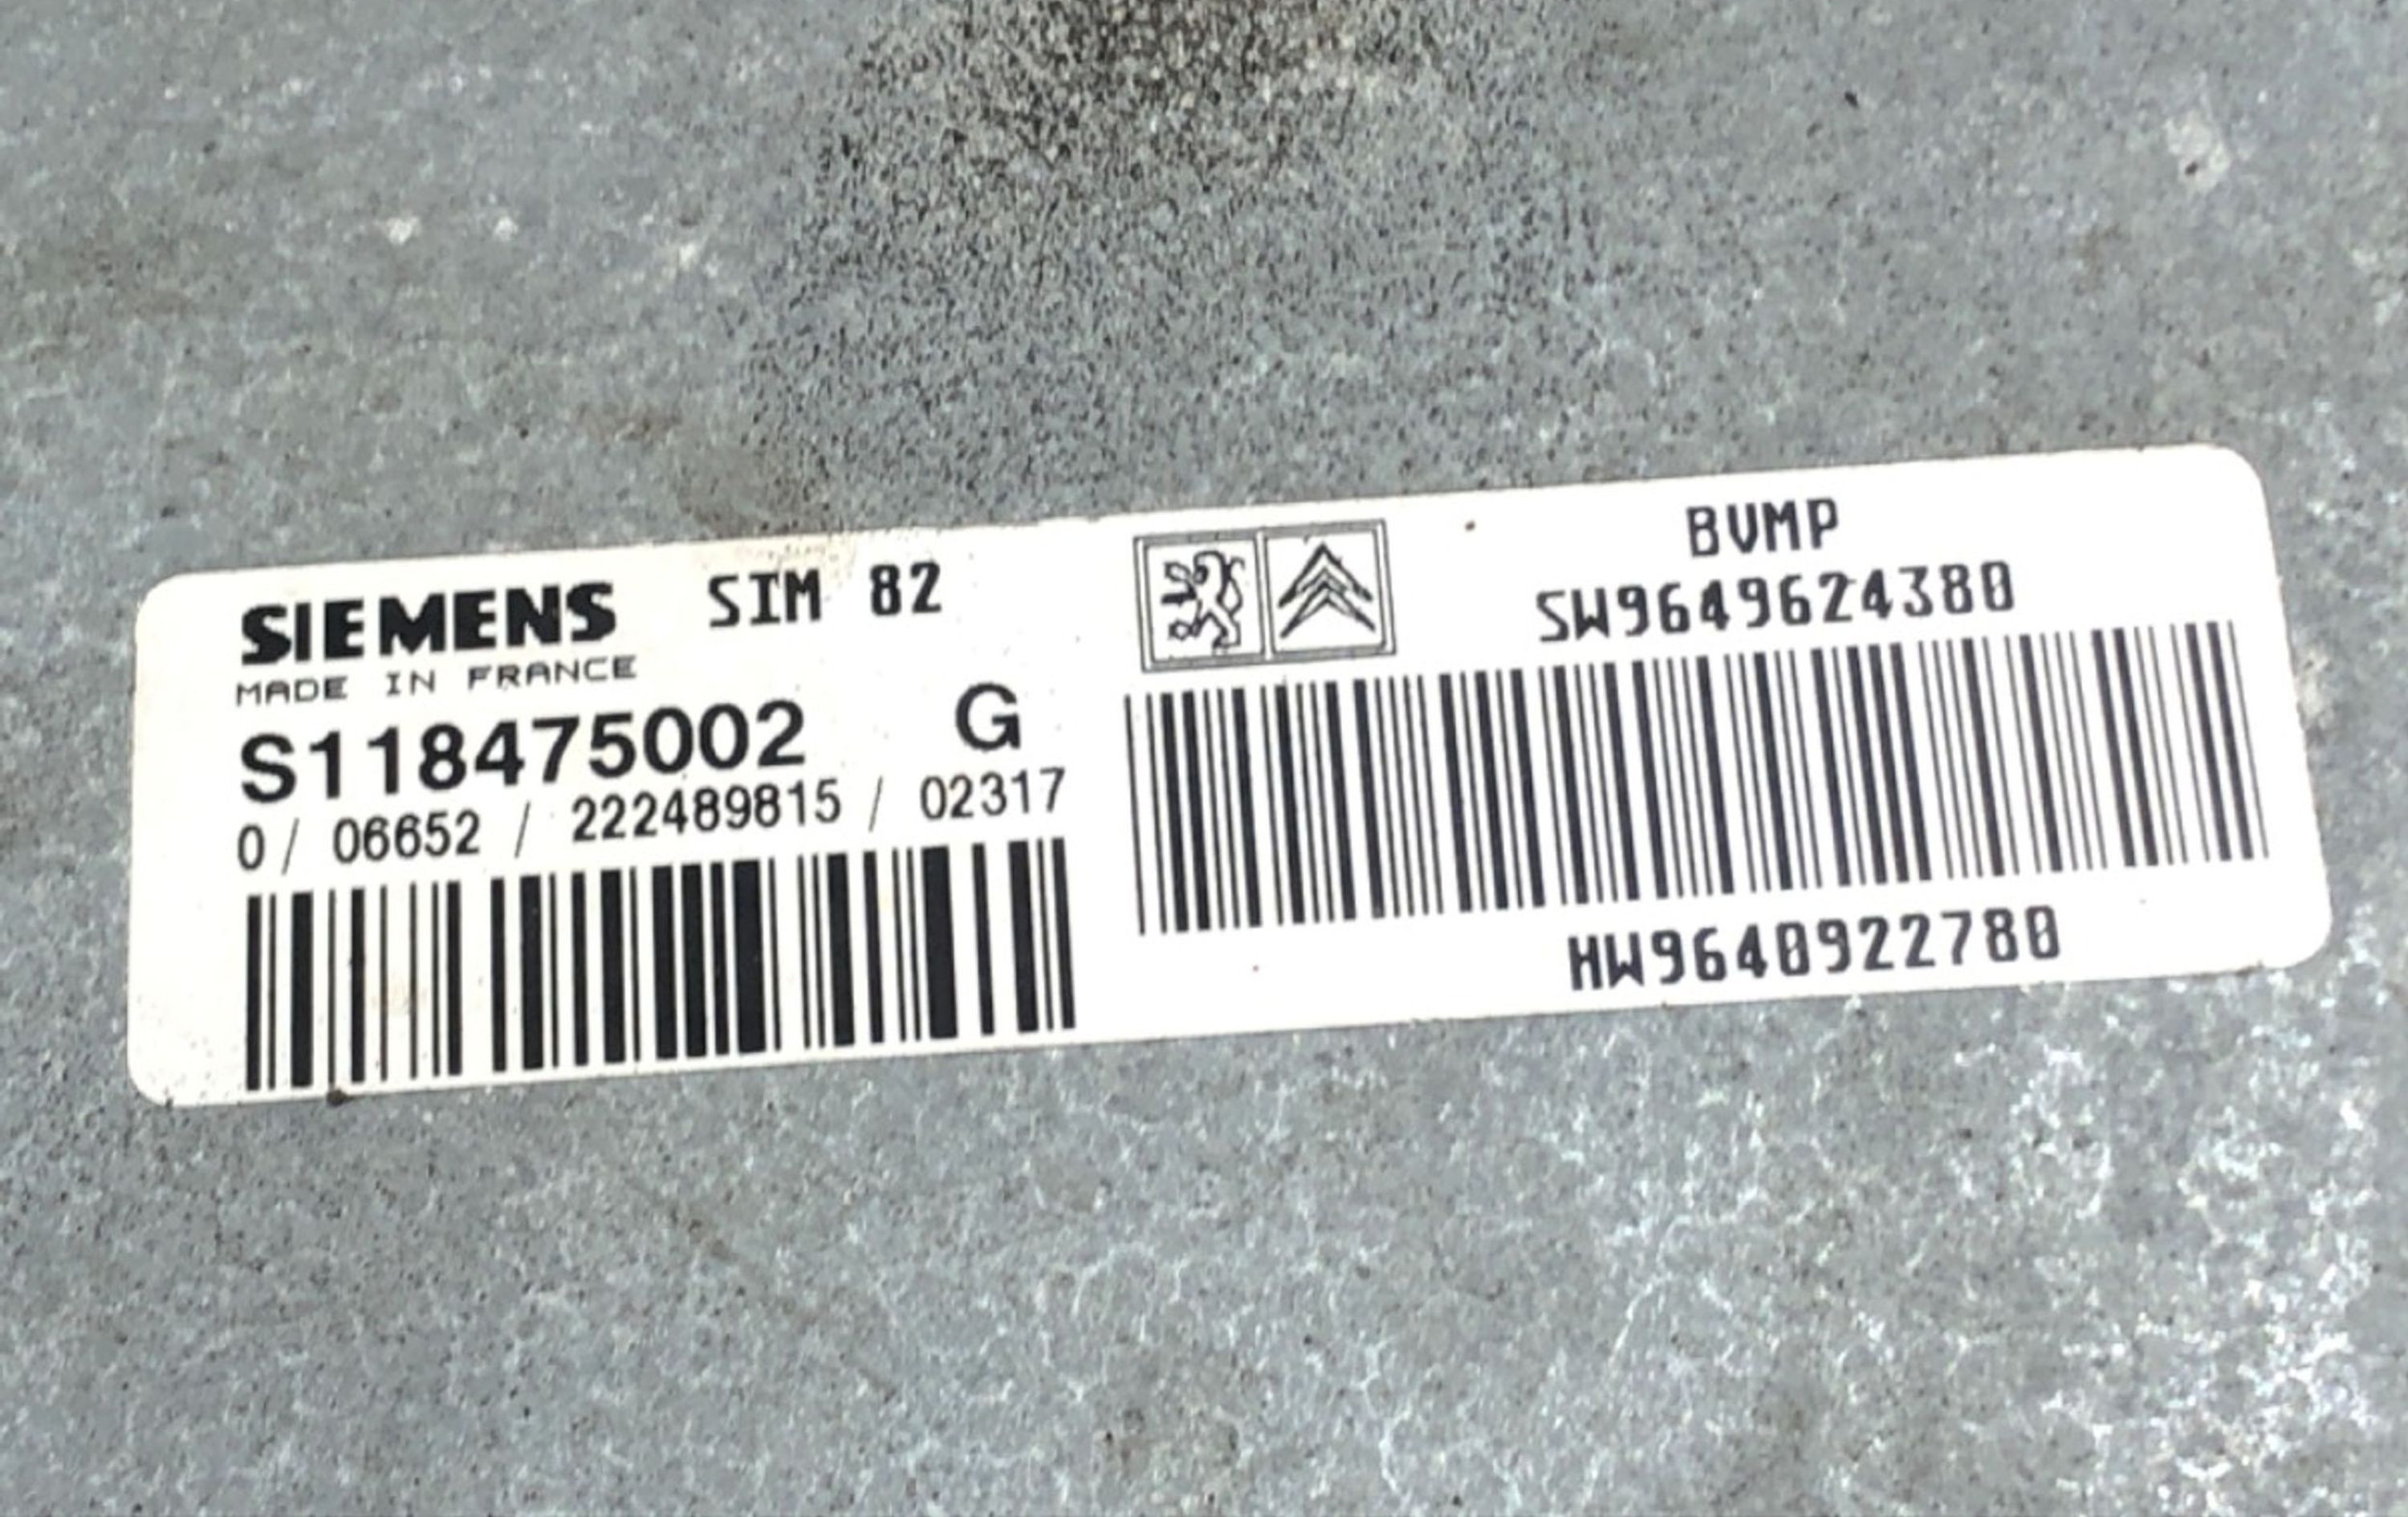 SIEMENS SIM 82
MADE IN FRANCE
S118475002 G
0/ 06652 / 222489815 / 02317
BVMP
SW9649624380
HW9640922780